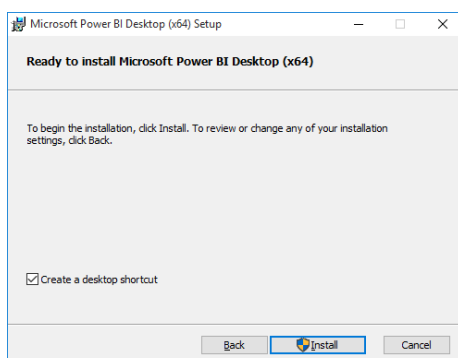 Microsoft Power BI Desktop (x64) Setup
Ready to install Microsoft Power BI Desktop (x64)
To begin the installation, click Install. To review or change any of your installation
settings, click Back.
Create a desktop shortcut
Back
Install
Cancel